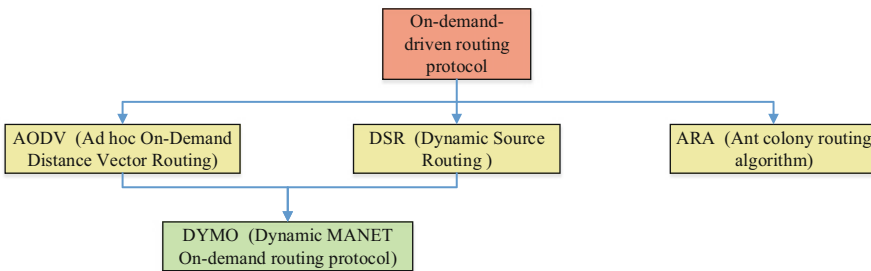 On-demand-
driven routing
protocol
AODV (Ad hoc On-Demand
Distance Vector Routing)
DSR (Dynamic Source
Routing )
ARA (Ant colony routing
algorithm)
DYMO (Dynamic MANET
On-demand routing protocol)